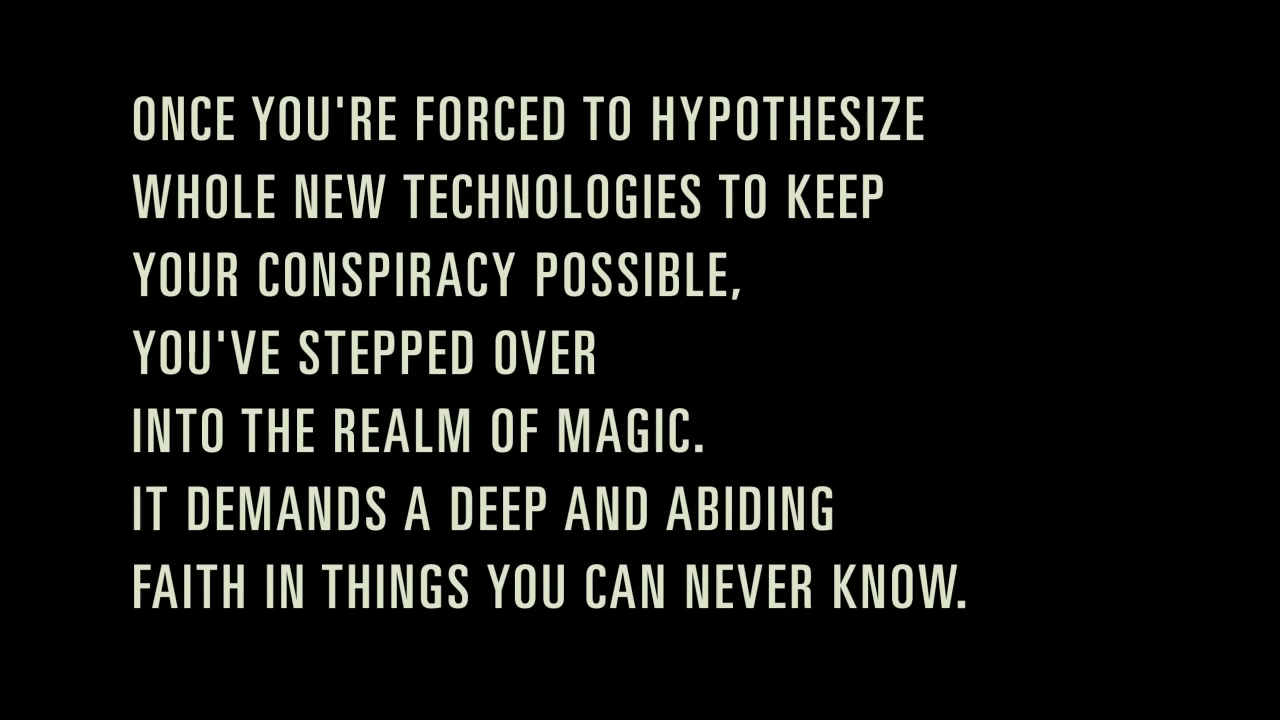 ONCE YOU'RE FORCED TO HYPOTHESIZE
WHOLE NEW TECHNOLOGIES TO KEEP
YOUR CONSPIRACY POSSIBLE,
YOU'VE STEPPED OVER
INTO THE REALM OF MAGIC.
IT DEMANDS A DEEP AND ABIDING
FAITH IN THINGS YOU CAN NEVER KNOW.